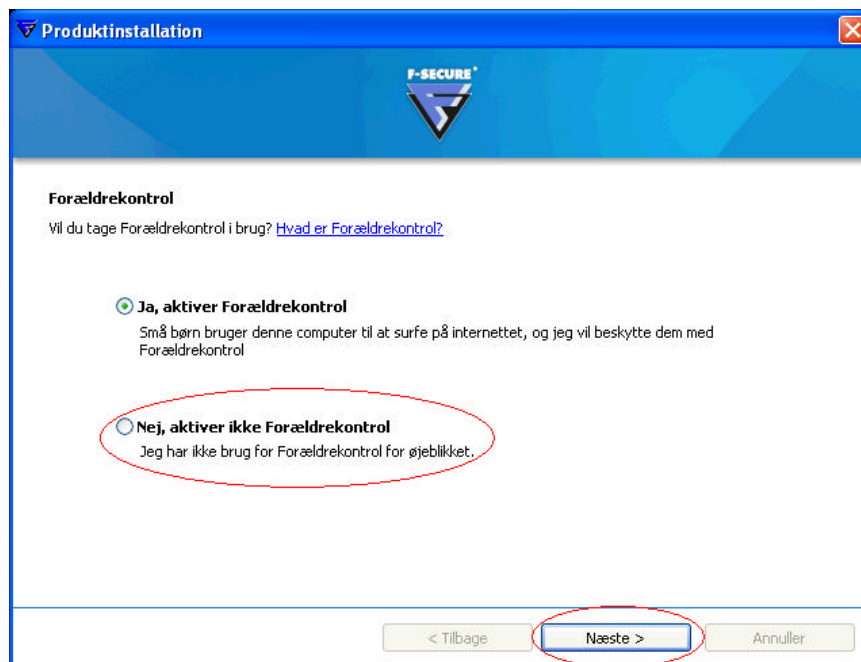 Produktinstallation
F-SECURE
Forældrekontrol
Vil du tage Forældrekontrol i brug? Hvad er Forældrekontrol?
Ja, aktiver Forældrekontrol
Små børn bruger denne computer til at surfe på internettet, og jeg vil beskytte dem med
Forældrekontrol
Nej, aktiver ikke Forældrekontrol
Jeg har ikke brug for Forældrekontrol for øjeblikket.
< Tilbage
Næste >
Annuller